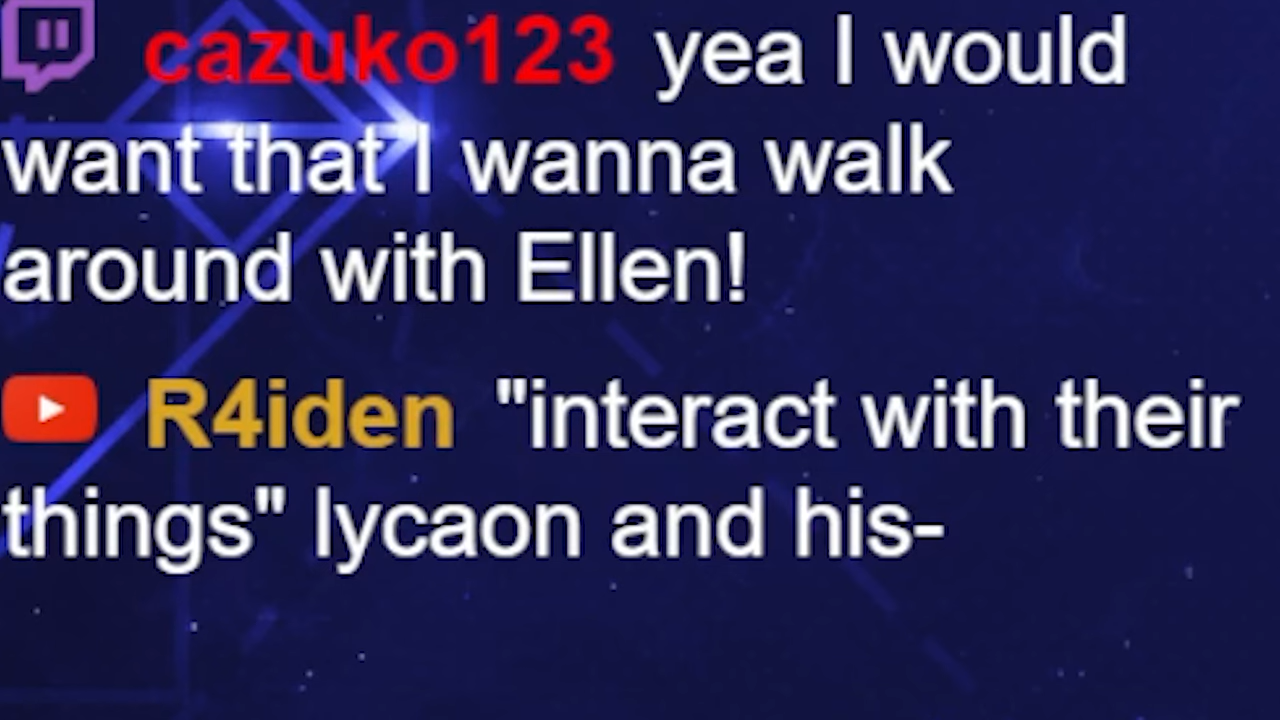 cazuko123 yea I would
want that I wanna walk
around with Ellen!
R4iden "interact with their
things" lycaon and his-